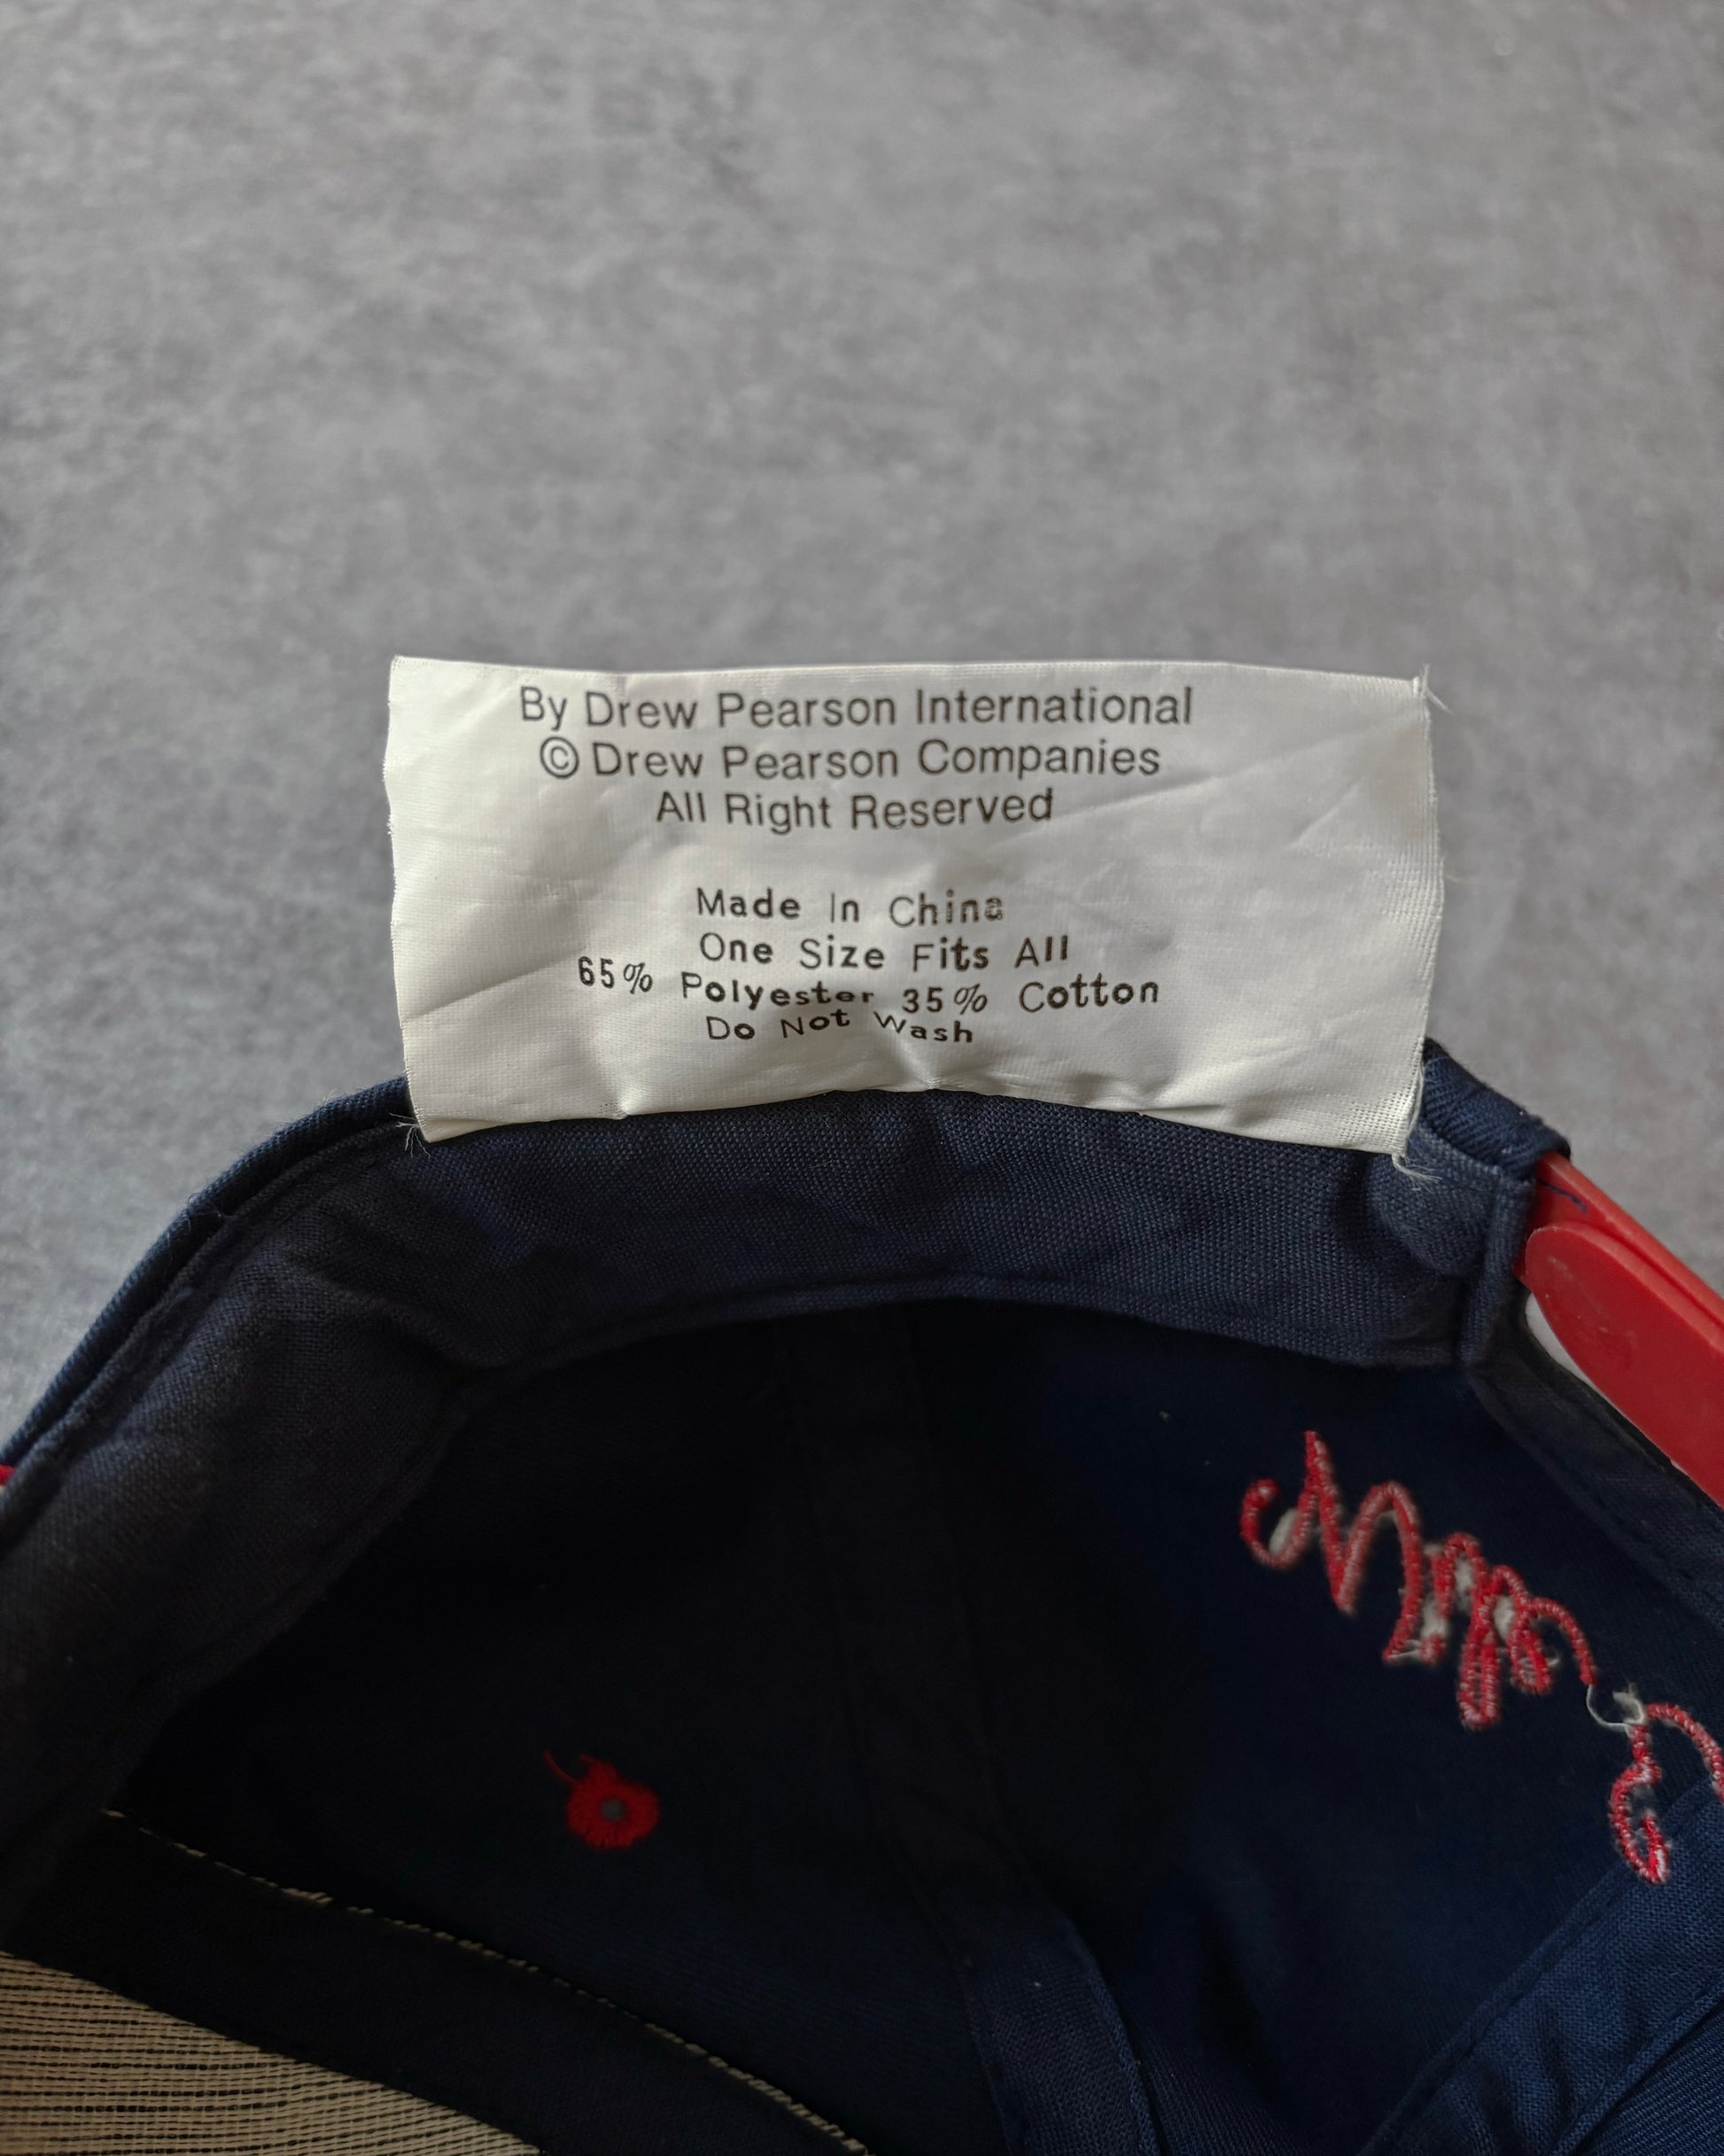 By Drew Pearson International
© Drew Pearson Companies
All Right Reserved
Made In China
One Size Fits All
65% Polyester 35% Cotton
Do Not Wash